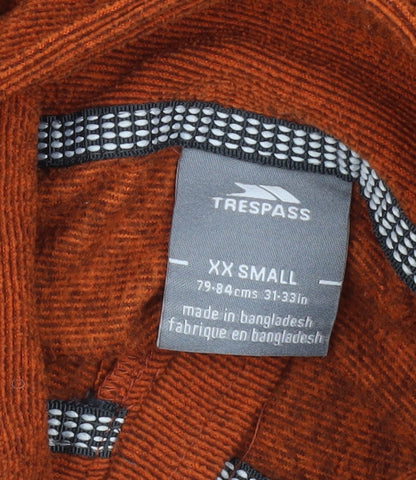 TRESPASS
XX SMALL
79-84cms 31-33in
made in bangladesh
fabrique en bangladesh